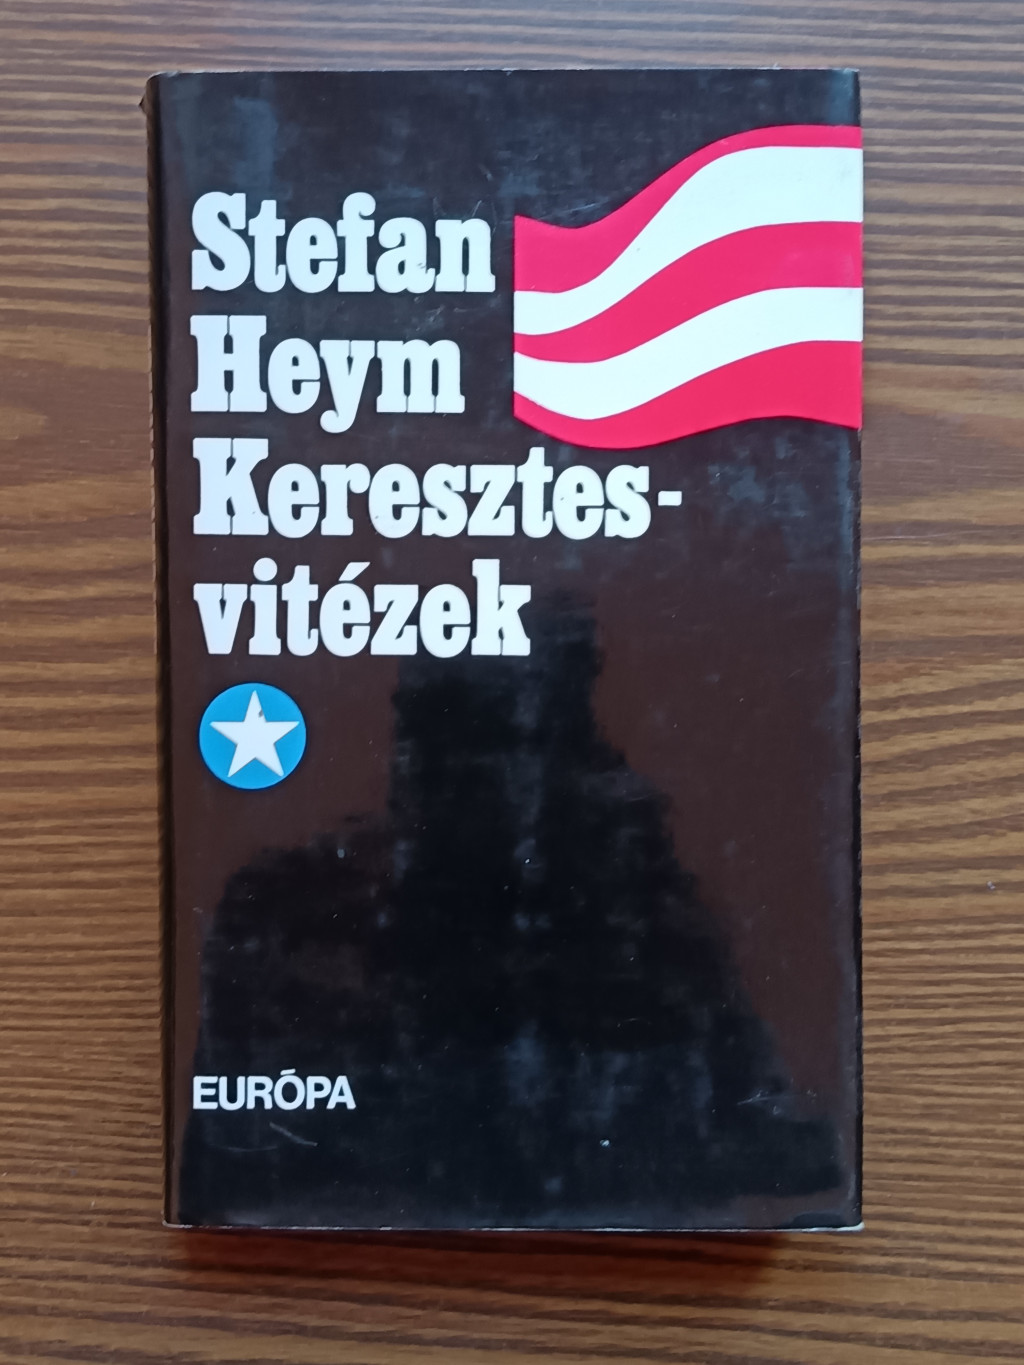 Stefan
Heym
Keresztes-
vitézek
EURÓPA